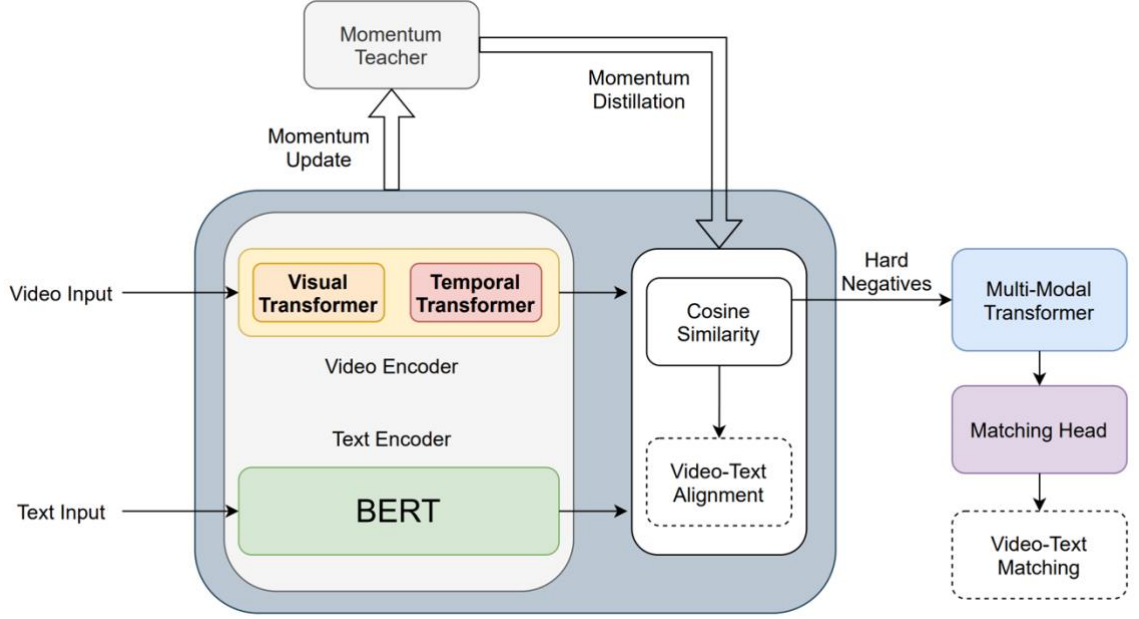 Momentum
Teacher
Momentum
Distillation
Momentum
Update
Video Input
Visual
Transformer
Temporal
Transformer
Video Encoder
Text Encoder
Text Input
BERT
Cosine
Similarity
Video-Text
Alignment
Hard
Negatives
Multi-Modal
Transformer
Matching Head
Video-Text
Matching